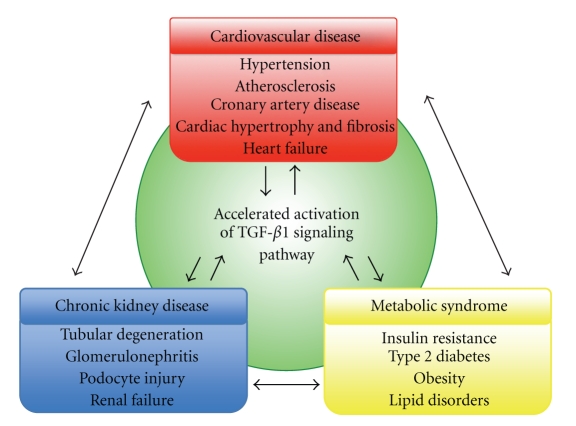 Cardiovascular disease
Hypertension
Atherosclerosis
Cronary artery disease
Cardiac hypertrophy and fibrosis
Heart failure
Accelerated activation
of TGF-β1 signaling
pathway
Chronic kidney disease
Tubular degeneration
Glomerulonephritis
Podocyte injury
Renal failure
Metabolic syndrome
Insulin resistance
Type 2 diabetes
Obesity
Lipid disorders